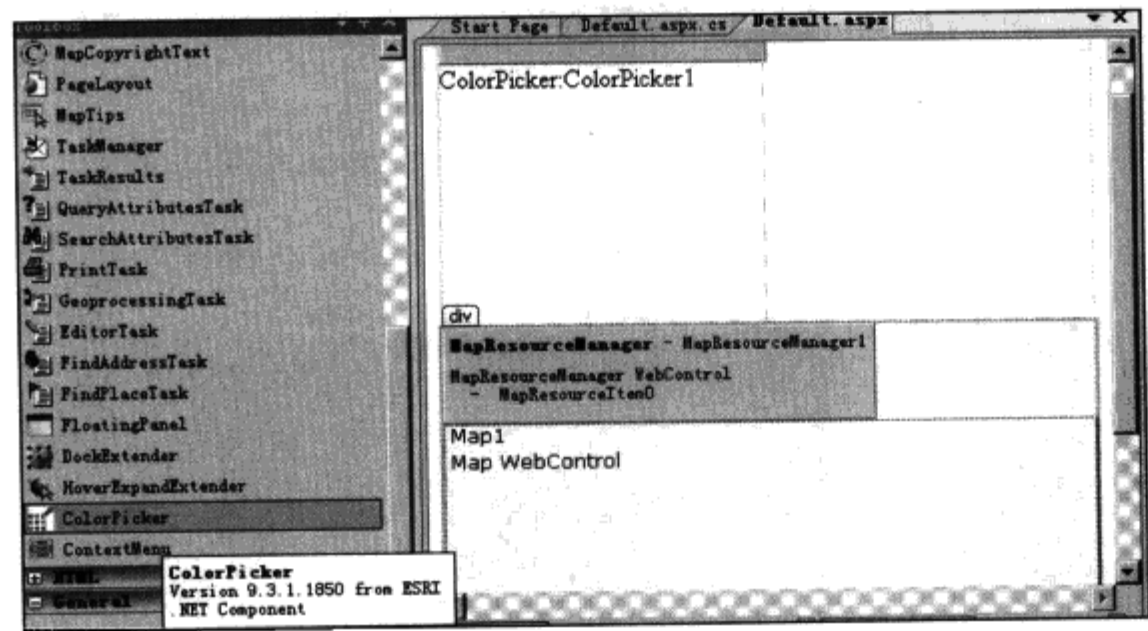 Toolbox
MapCopyrightText
PageLayout
MapTips
TaskManager
TaskResults
QueryAttributesTask
SearchAttributesTask
PrintTask
GeoprocessingTask
EditorTask
FindAddressTask
FindPlaceTask
FloatingPanel
DockExtender
HoverExpandExtender
ColorPicker
ContextMenu
HTML
General
ColorPicker
Version 9.3.1.1850 from ESRI
.NET Component
Start Page
Default.aspx.cs
Default.aspx
ColorPicker:ColorPicker1
div
MapResourceManager - MapResourceManager1
MapResourceManager WebControl
- MapResourceItem0
Map1
Map WebControl